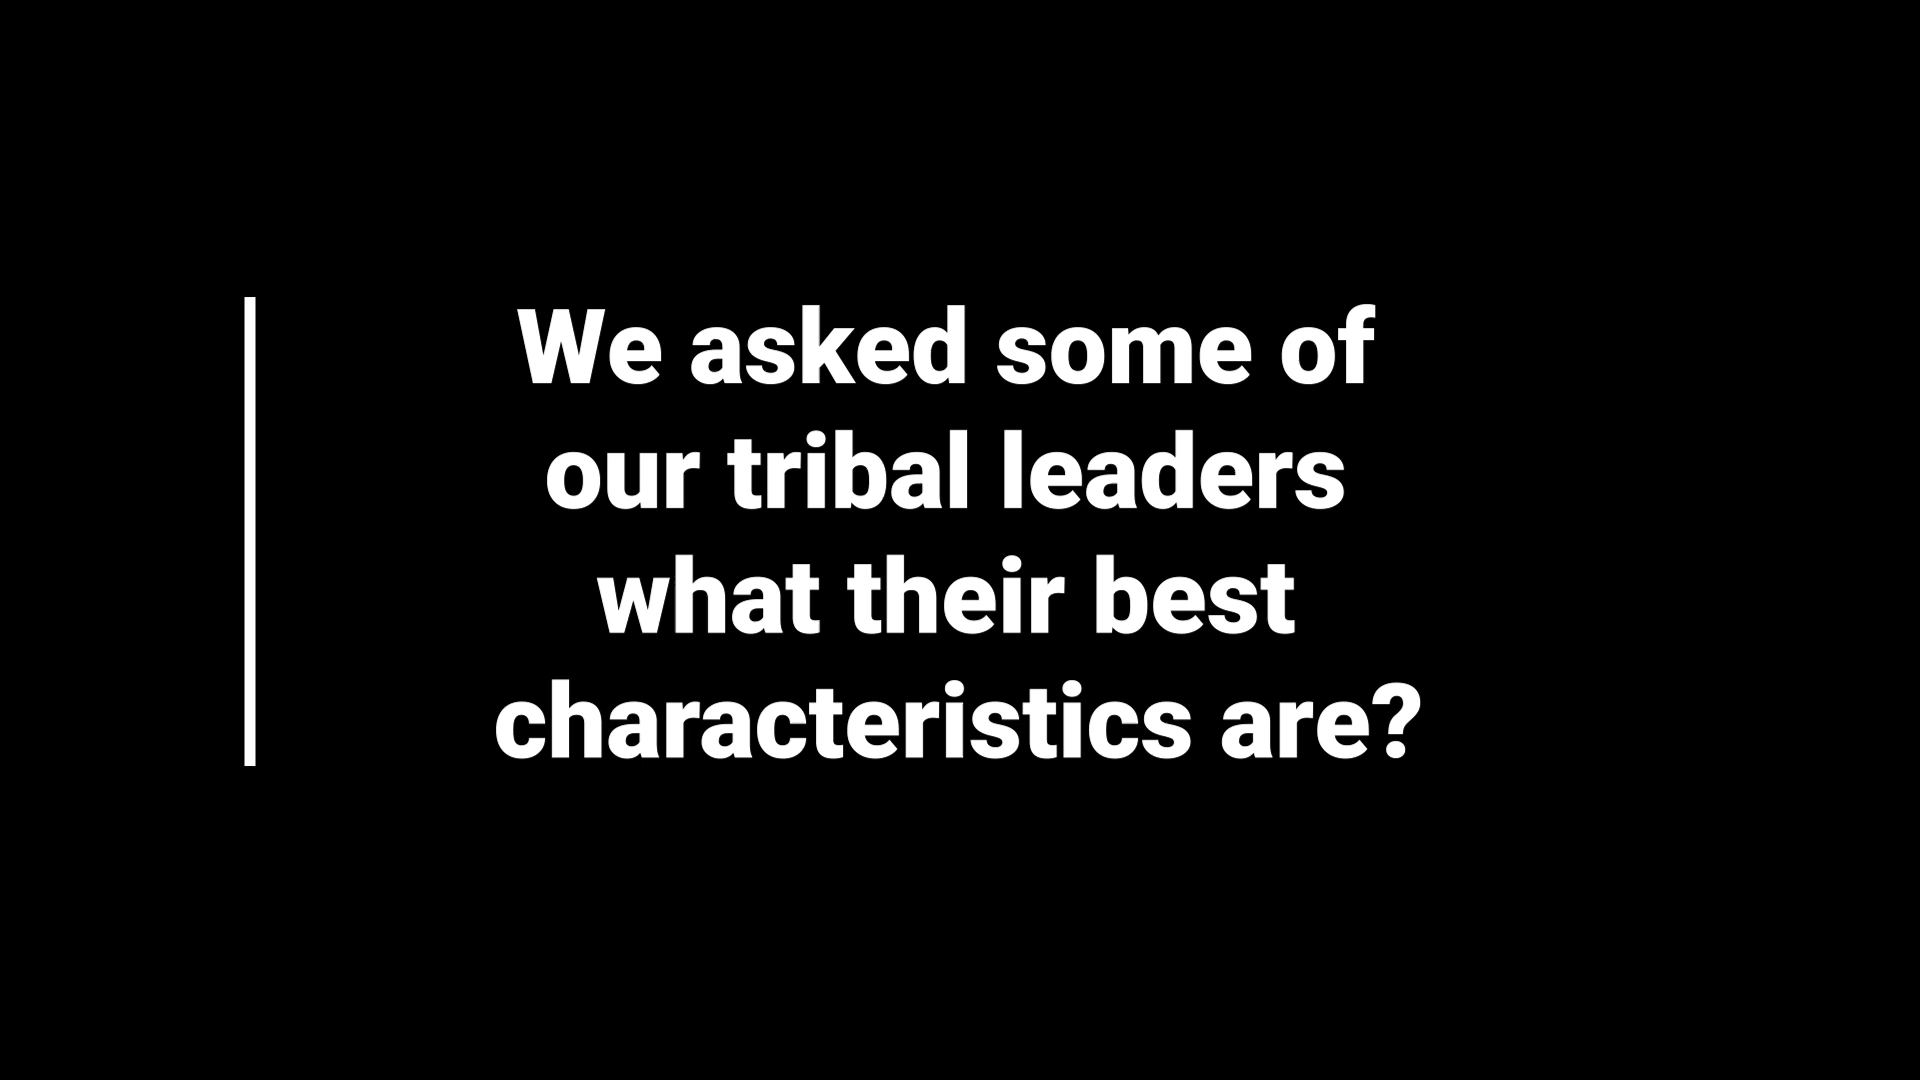 We asked some of
our tribal leaders
what their best
characteristics are?